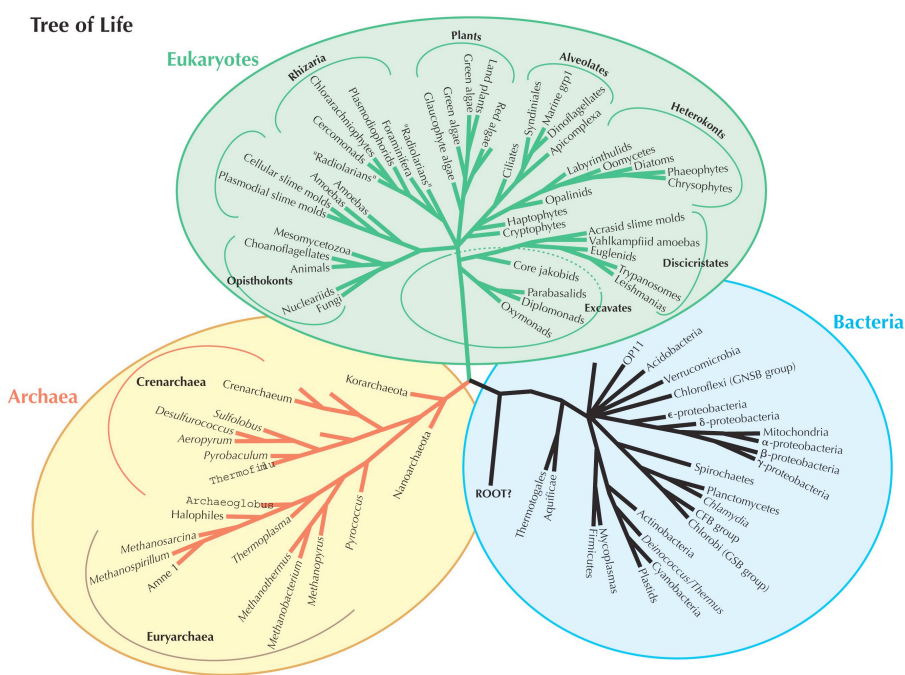 Tree of Life
Eukaryotes
Plants
Rhizaria
Alveolates
Heterokonts
Chlorarachniophytes
Plasmodiophorids
Foraminifera
"Radiolarians"
Cercomonads
"Radiolarians"
Glaucophyte algae
Green algae
Green algae
Land plants
Red algae
Ciliates
Syndiniales
Marine grp1
Dinoflagellates
Apicomplexa
Labyrinthulids
Oomycetes
Diatoms
Phaeophytes
Chrysophytes
Opalinids
Haptophytes
Cryptophytes
Cellular slime molds
Plasmodial slime molds
Amoebas
Amoebas
Mesomycetozoa
Choanoflagellates
Animals
Opisthokonts
Nucleariids
Fungi
Acrasid slime molds
Vahlkampfiid amoebas
Euglenids
Discicristates
Trypanosomes
Leishmanias
Core jakobids
Parabasalids
Diplomonads
Oxymonads
Excavates
Archaea
Crenarchaea
Crenarchaeum
Korarchaeota
Sulfolobus
Desulfurococcus
Aeropyrum
Pyrobaculum
Nanoarchaeota
Archaeoglobus
Halophiles
Methanosarcina
Methanospirillum
Amne 1
Thermoplasma
Methanothermus
Methanobacterium
Methanopyrus
Pyrococcus
Euryarchaea
Bacteria
ROOT?
Thermotogales
Aquificae
OP11
Acidobacteria
Verrucomicrobia
Chloroflexi (GNSB group)
ε-proteobacteria
δ-proteobacteria
Mitochondria
α-proteobacteria
β-proteobacteria
γ-proteobacteria
Spirochaetes
Planctomycetes
Chlamydia
CFB group
Chlorobi (GSB group)
Actinobacteria
Deinococcus/Thermus
Cyanobacteria
Plastids
Mycoplasmas
Firmicutes